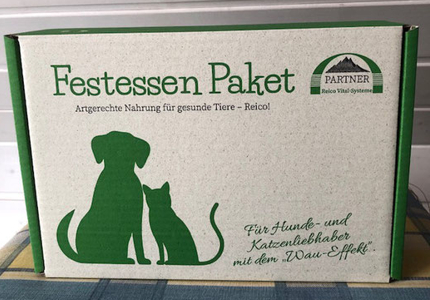 Festessen Paket
Artgerechte Nahrung für gesunde Tiere – Reico!
PARTNER
Reico Vital-Systeme
Für Hunde- und
Katzenliebhaber
mit dem „Wau-Effekt".